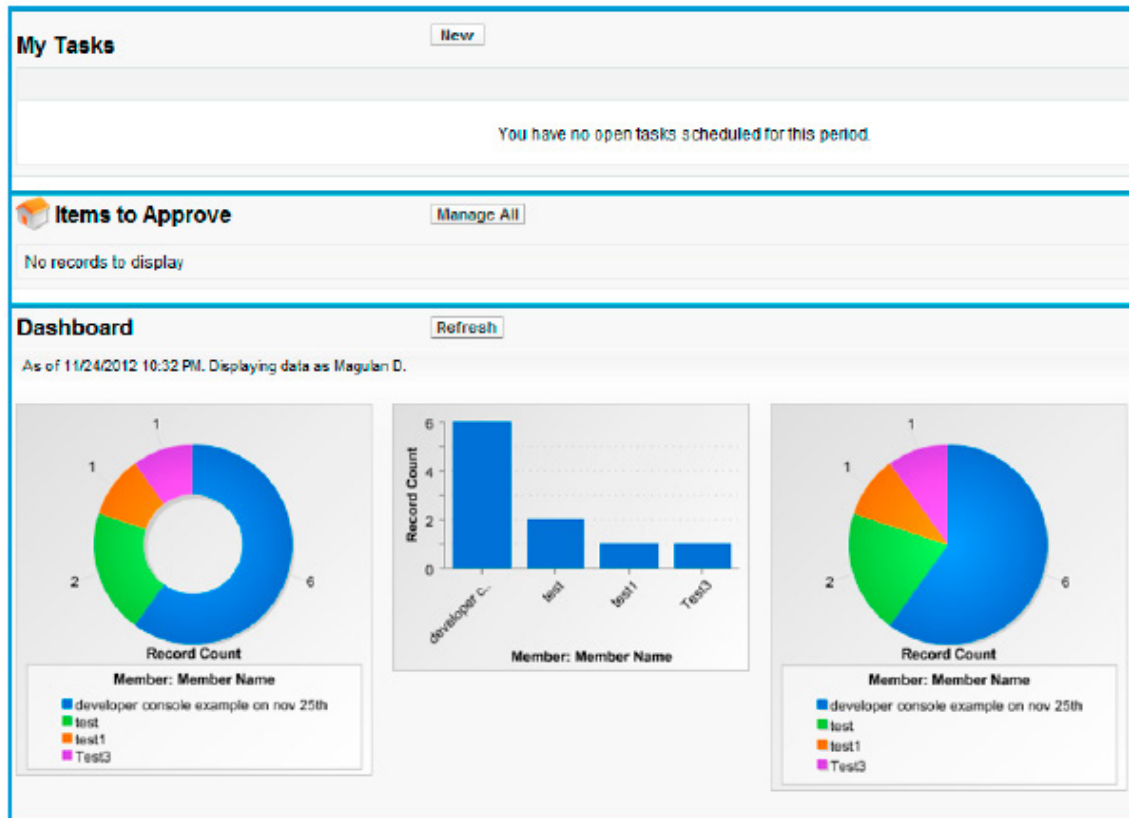 My Tasks
New
You have no open tasks scheduled for this period.
Items to Approve
Manage All
No records to display
Dashboard
Refresh
As of 11/24/2012 10:32 PM. Displaying data as Magulan D.
1
1
2
6
Record Count
Member: Member Name
developer console example on nov 25th
test
test1
Test3
6
4
2
0
Record Count
developer c..
test
test1
Test3
Member: Member Name
1
1
2
6
Record Count
Member: Member Name
developer console example on nov 25th
test
test1
Test3